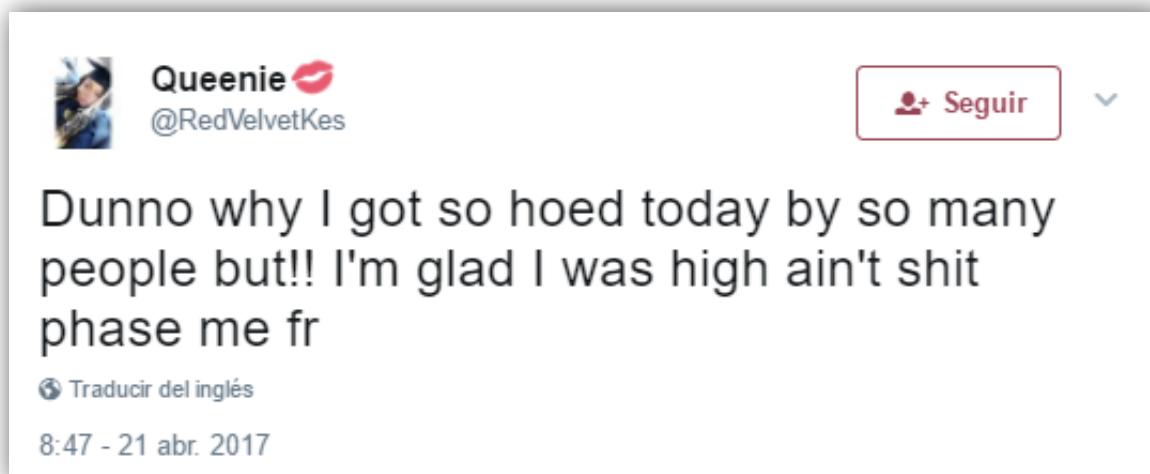 Queenie💋
@RedVelvetKes
Seguir
Dunno why I got so hoed today by so many
people but!! I'm glad I was high ain't shit
phase me fr
Traducir del inglés
8:47 - 21 abr. 2017